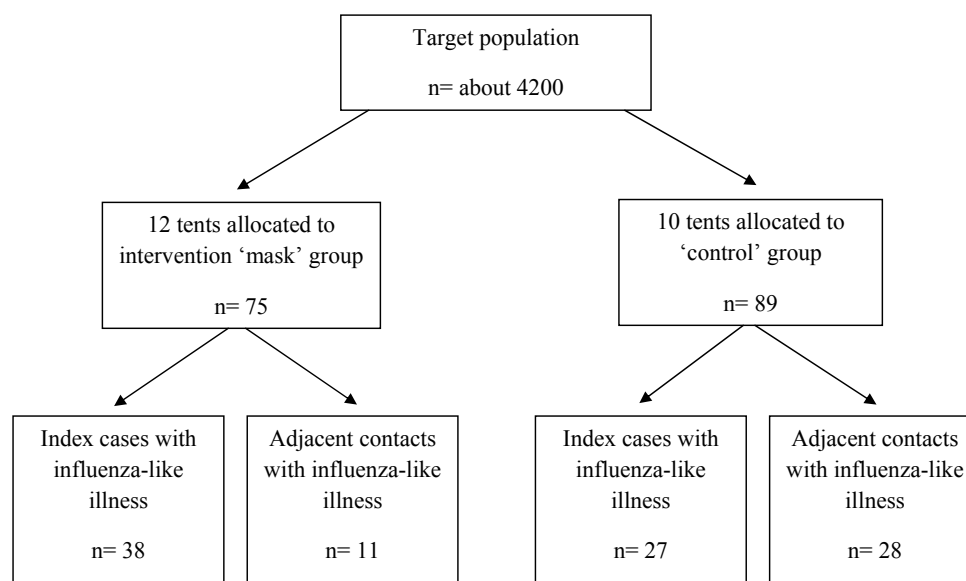 Target population
n= about 4200
12 tents allocated to
intervention ‘mask’ group
n= 75
10 tents allocated to
‘control’ group
n= 89
Index cases with
influenza-like
illness
n= 38
Adjacent contacts
with influenza-like
illness
n= 11
Index cases with
influenza-like
illness
n= 27
Adjacent contacts
with influenza-like
illness
n= 28